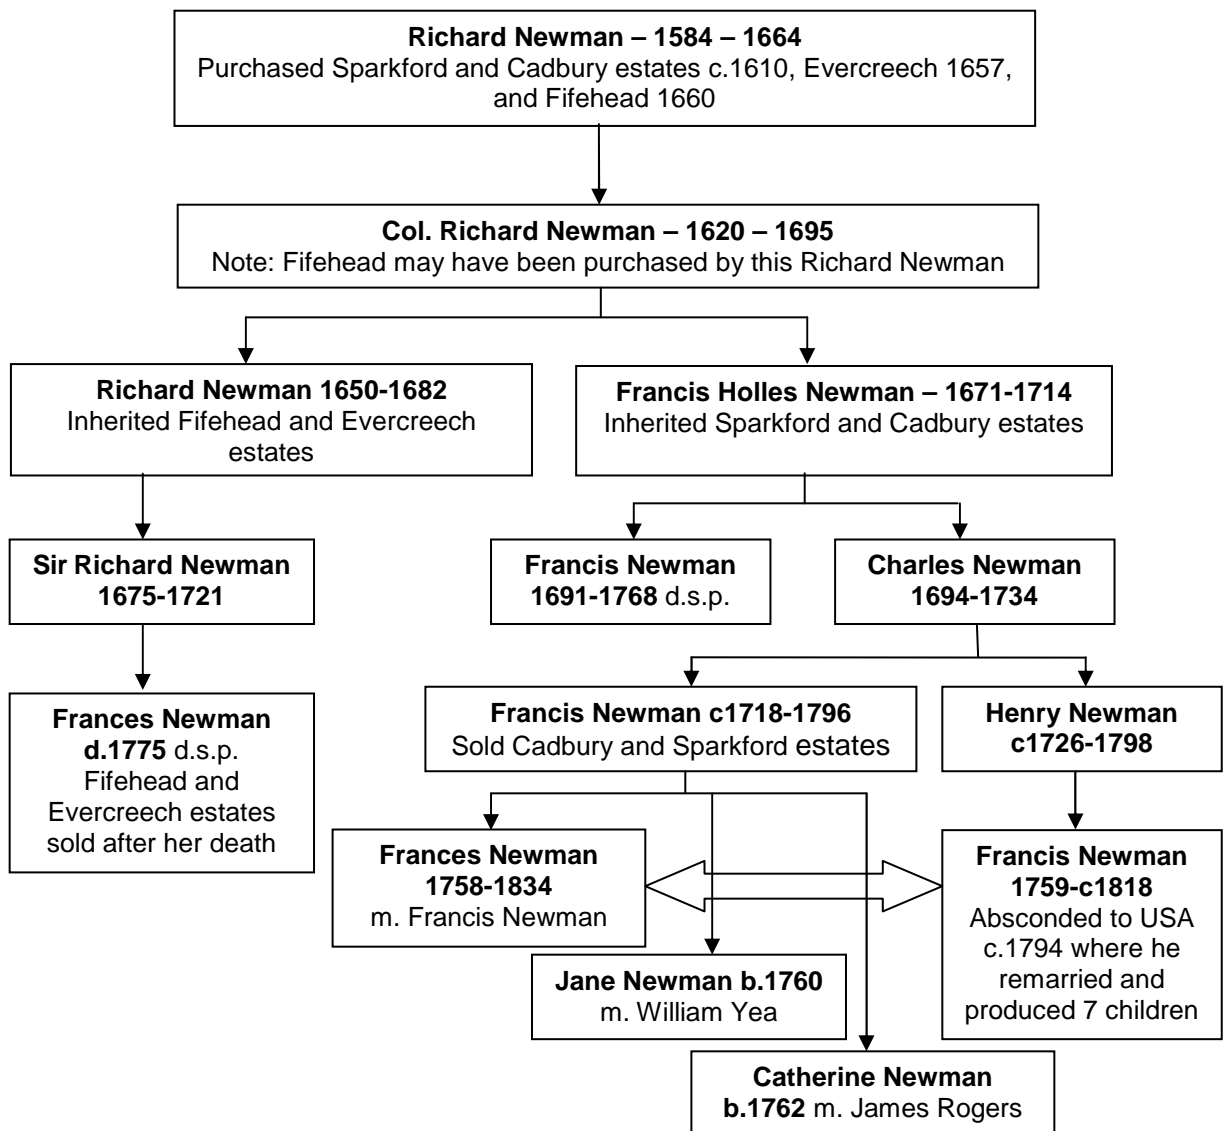 Richard Newman – 1584 – 1664
Purchased Sparkford and Cadbury estates c.1610, Evercreech 1657,
and Fifehead 1660
Col. Richard Newman – 1620 – 1695
Note: Fifehead may have been purchased by this Richard Newman
Richard Newman 1650-1682
Inherited Fifehead and Evercreech
estates
Francis Holles Newman – 1671-1714
Inherited Sparkford and Cadbury estates
Sir Richard Newman
1675-1721
Francis Newman
1691-1768 d.s.p.
Charles Newman
1694-1734
Frances Newman
d.1775 d.s.p.
Fifehead and
Evercreech estates
sold after her death
Francis Newman c1718-1796
Sold Cadbury and Sparkford estates
Henry Newman
c1726-1798
Frances Newman
1758-1834
m. Francis Newman
Francis Newman
1759-c1818
Absconded to USA
c.1794 where he
remarried and
produced 7 children
Jane Newman b.1760
m. William Yea
Catherine Newman
b.1762 m. James Rogers